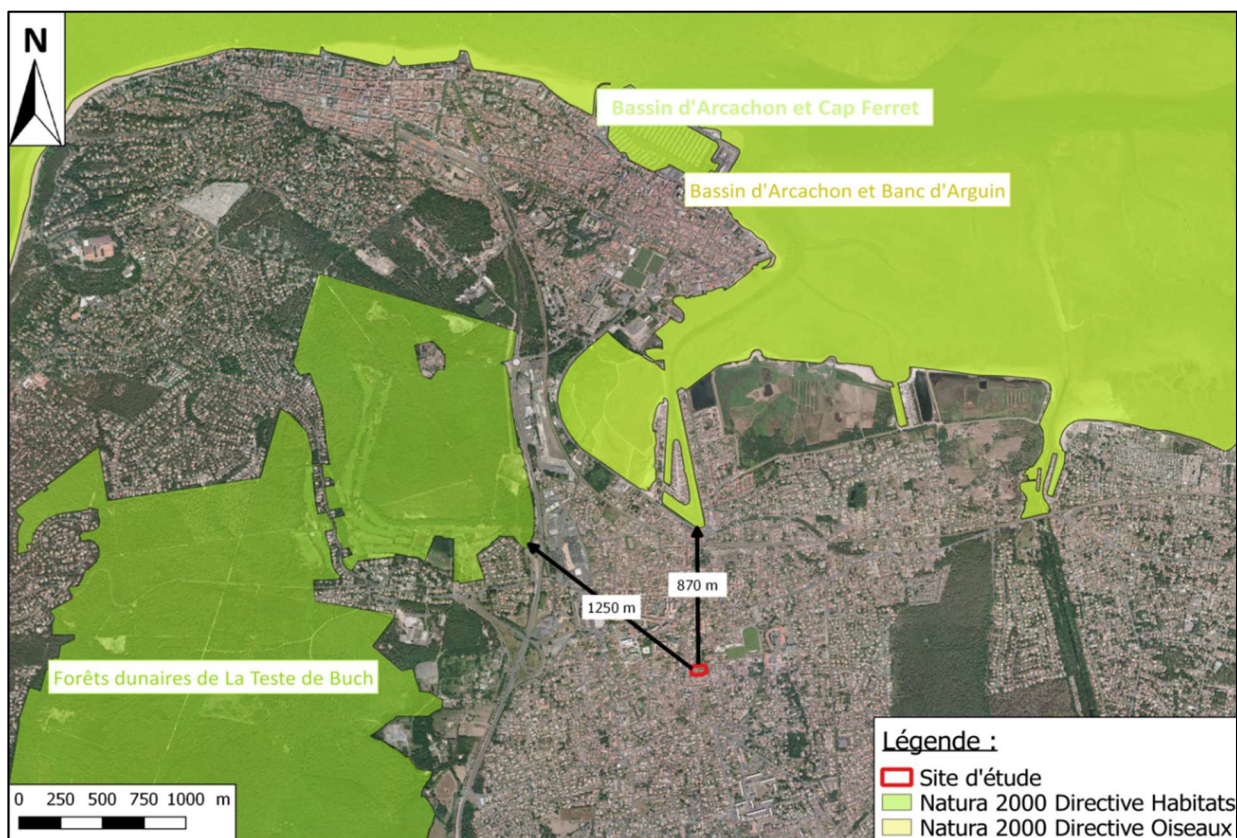 N
Bassin d'Arcachon et Cap Ferret
Bassin d'Arcachon et Banc d'Arguin
870 m
1250 m
Forêts dunaires de La Teste de Buch
Légende :
Site d'étude
Natura 2000 Directive Habitats
Natura 2000 Directive Oiseaux
0 250 500 750 1000 m